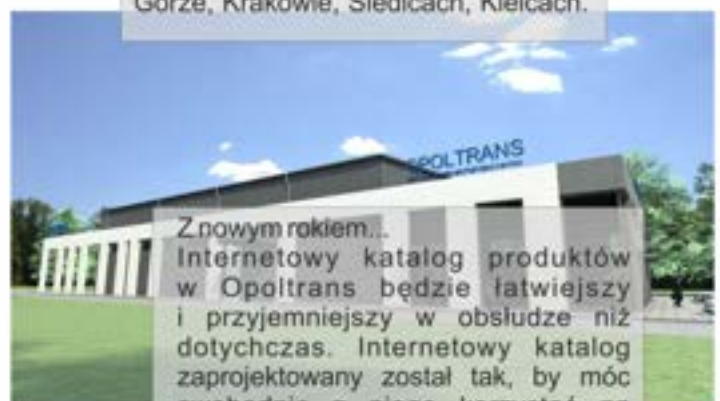 Górze, Krakowie, Siedlcach, Kielcach.
OPOLTRANS
Z nowym rokiem...
Internetowy katalog produktów
w Opoltrans będzie łatwiejszy
i przyjemniejszy w obsłudze niż
dotychczas. Internetowy katalog
zaprojektowany został tak, by móc